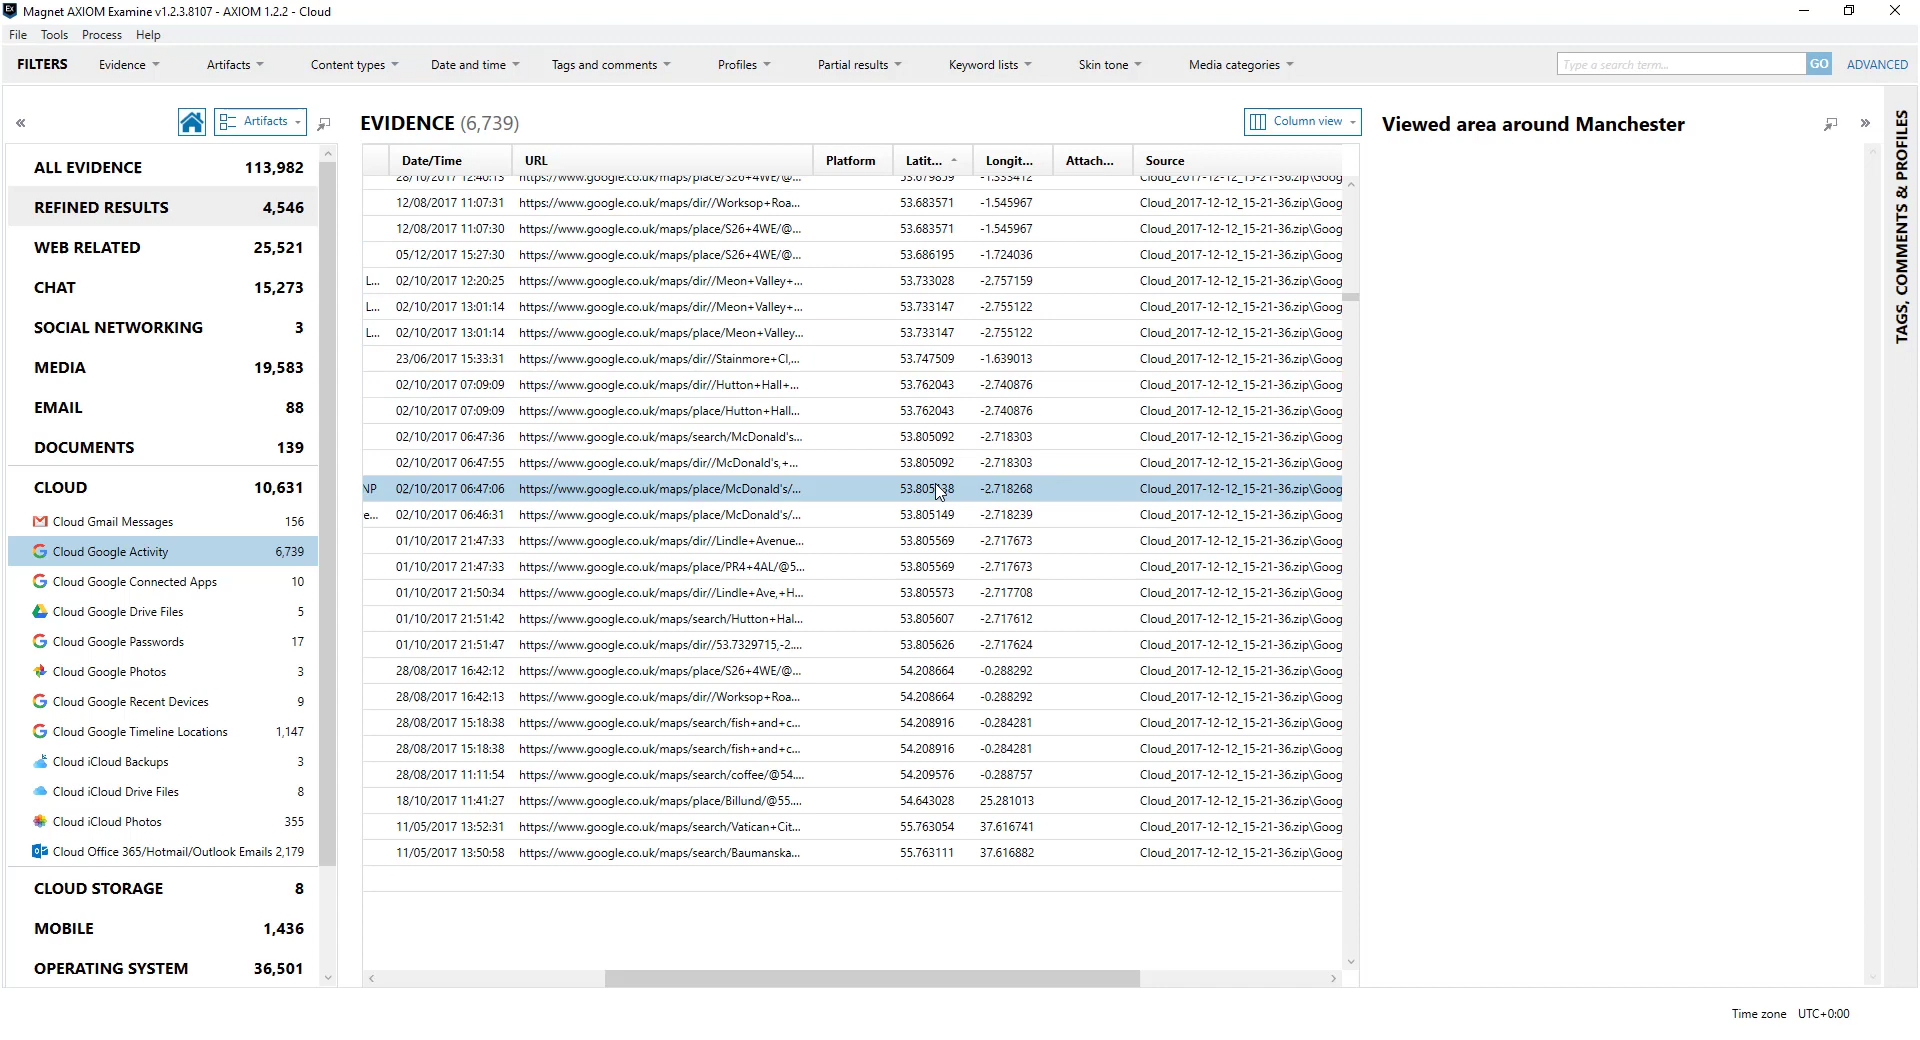 Magnet AXIOM Examine v1.2.3.8107 - AXIOM 1.2.2 - Cloud
File Tools Process Help
FILTERS Evidence Artifacts Content types Date and time Tags and comments Profiles Partial results Keyword lists Skin tone Media categories Type a search term... GO ADVANCED
Artifacts
ALL EVIDENCE 113,982
REFINED RESULTS 4,546
WEB RELATED 25,521
CHAT 15,273
SOCIAL NETWORKING 3
MEDIA 19,583
EMAIL 88
DOCUMENTS 139
CLOUD 10,631
Cloud Gmail Messages 156
Cloud Google Activity 6,739
Cloud Google Connected Apps 10
Cloud Google Drive Files 5
Cloud Google Passwords 17
Cloud Google Photos 3
Cloud Google Recent Devices 9
Cloud Google Timeline Locations 1,147
Cloud iCloud Backups 3
Cloud iCloud Drive Files 8
Cloud iCloud Photos 355
Cloud Office 365/Hotmail/Outlook Emails 2,179
CLOUD STORAGE 8
MOBILE 1,436
OPERATING SYSTEM 36,501
EVIDENCE (6,739)
Column view
Date/Time URL Platform Latit... Longit... Attach... Source
28/10/2017 12:40:13 https://www.google.co.uk/maps/place/S26+4WE/@... 53.679859 -1.333412 Cloud_2017-12-12_15-21-36.zip\Goog
12/08/2017 11:07:31 https://www.google.co.uk/maps/dir//Worksop+Roa... 53.683571 -1.545967 Cloud_2017-12-12_15-21-36.zip\Goog
12/08/2017 11:07:30 https://www.google.co.uk/maps/place/S26+4WE/@... 53.683571 -1.545967 Cloud_2017-12-12_15-21-36.zip\Goog
05/12/2017 15:27:30 https://www.google.co.uk/maps/place/S26+4WE/@... 53.686195 -1.724036 Cloud_2017-12-12_15-21-36.zip\Goog
L... 02/10/2017 12:20:25 https://www.google.co.uk/maps/dir//Meon+Valley+... 53.733028 -2.757159 Cloud_2017-12-12_15-21-36.zip\Goog
L... 02/10/2017 13:01:14 https://www.google.co.uk/maps/dir//Meon+Valley+... 53.733147 -2.755122 Cloud_2017-12-12_15-21-36.zip\Goog
L... 02/10/2017 13:01:14 https://www.google.co.uk/maps/place/Meon+Valley... 53.733147 -2.755122 Cloud_2017-12-12_15-21-36.zip\Goog
23/06/2017 15:33:31 https://www.google.co.uk/maps/dir//Stainmore+Cl,... 53.747509 -1.639013 Cloud_2017-12-12_15-21-36.zip\Goog
02/10/2017 07:09:09 https://www.google.co.uk/maps/dir//Hutton+Hall+... 53.762043 -2.740876 Cloud_2017-12-12_15-21-36.zip\Goog
02/10/2017 07:09:09 https://www.google.co.uk/maps/place/Hutton+Hall... 53.762043 -2.740876 Cloud_2017-12-12_15-21-36.zip\Goog
02/10/2017 06:47:36 https://www.google.co.uk/maps/search/McDonald's... 53.805092 -2.718303 Cloud_2017-12-12_15-21-36.zip\Goog
02/10/2017 06:47:55 https://www.google.co.uk/maps/dir//McDonald's,+... 53.805092 -2.718303 Cloud_2017-12-12_15-21-36.zip\Goog
NP 02/10/2017 06:47:06 https://www.google.co.uk/maps/place/McDonald's/... -2.718268 Cloud_2017-12-12_15-21-36.zip\Goog
e... 02/10/2017 06:46:31 https://www.google.co.uk/maps/place/McDonald's/... 53.805149 -2.718239 Cloud_2017-12-12_15-21-36.zip\Goog
01/10/2017 21:47:33 https://www.google.co.uk/maps/dir//Lindle+Avenue... 53.805569 -2.717673 Cloud_2017-12-12_15-21-36.zip\Goog
01/10/2017 21:47:33 https://www.google.co.uk/maps/place/PR4+4AL/@5... 53.805569 -2.717673 Cloud_2017-12-12_15-21-36.zip\Goog
01/10/2017 21:50:34 https://www.google.co.uk/maps/dir//Lindle+Ave,+H... 53.805573 -2.717708 Cloud_2017-12-12_15-21-36.zip\Goog
01/10/2017 21:51:42 https://www.google.co.uk/maps/search/Hutton+Hal... 53.805607 -2.717612 Cloud_2017-12-12_15-21-36.zip\Goog
01/10/2017 21:51:47 https://www.google.co.uk/maps/dir//53.7329715,-2.... 53.805626 -2.717624 Cloud_2017-12-12_15-21-36.zip\Goog
28/08/2017 16:42:12 https://www.google.co.uk/maps/place/S26+4WE/@... 54.208664 -0.288292 Cloud_2017-12-12_15-21-36.zip\Goog
28/08/2017 16:42:13 https://www.google.co.uk/maps/dir//Worksop+Roa... 54.208664 -0.288292 Cloud_2017-12-12_15-21-36.zip\Goog
28/08/2017 15:18:38 https://www.google.co.uk/maps/search/fish+and+c... 54.208916 -0.284281 Cloud_2017-12-12_15-21-36.zip\Goog
28/08/2017 15:18:38 https://www.google.co.uk/maps/search/fish+and+c... 54.208916 -0.284281 Cloud_2017-12-12_15-21-36.zip\Goog
28/08/2017 11:11:54 https://www.google.co.uk/maps/search/coffee/@54.... 54.209576 -0.288757 Cloud_2017-12-12_15-21-36.zip\Goog
18/10/2017 11:41:27 https://www.google.co.uk/maps/place/Billund/@55.... 54.643028 25.281013 Cloud_2017-12-12_15-21-36.zip\Goog
11/05/2017 13:52:31 https://www.google.co.uk/maps/search/Vatican+Cit... 55.763054 37.616741 Cloud_2017-12-12_15-21-36.zip\Goog
11/05/2017 13:50:58 https://www.google.co.uk/maps/search/Baumanska... 55.763111 37.616882 Cloud_2017-12-12_15-21-36.zip\Goog
Viewed area around Manchester
TAGS, COMMENTS & PROFILES
Time zone UTC+0:00